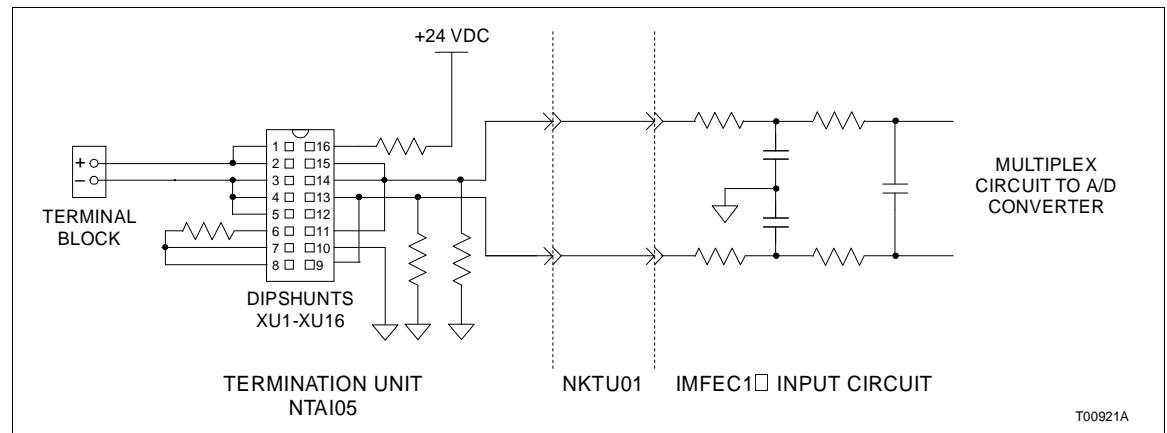 +24 VDC
1 16
2 15
3 14
4 13
5 12
6 11
7 10
8 9
+
−
TERMINAL
BLOCK
DIPSHUNTS
XU1-XU16
MULTIPLEX
CIRCUIT TO A/D
CONVERTER
TERMINATION UNIT
NTAI05
NKTU01
IMFEC1□ INPUT CIRCUIT
T00921A